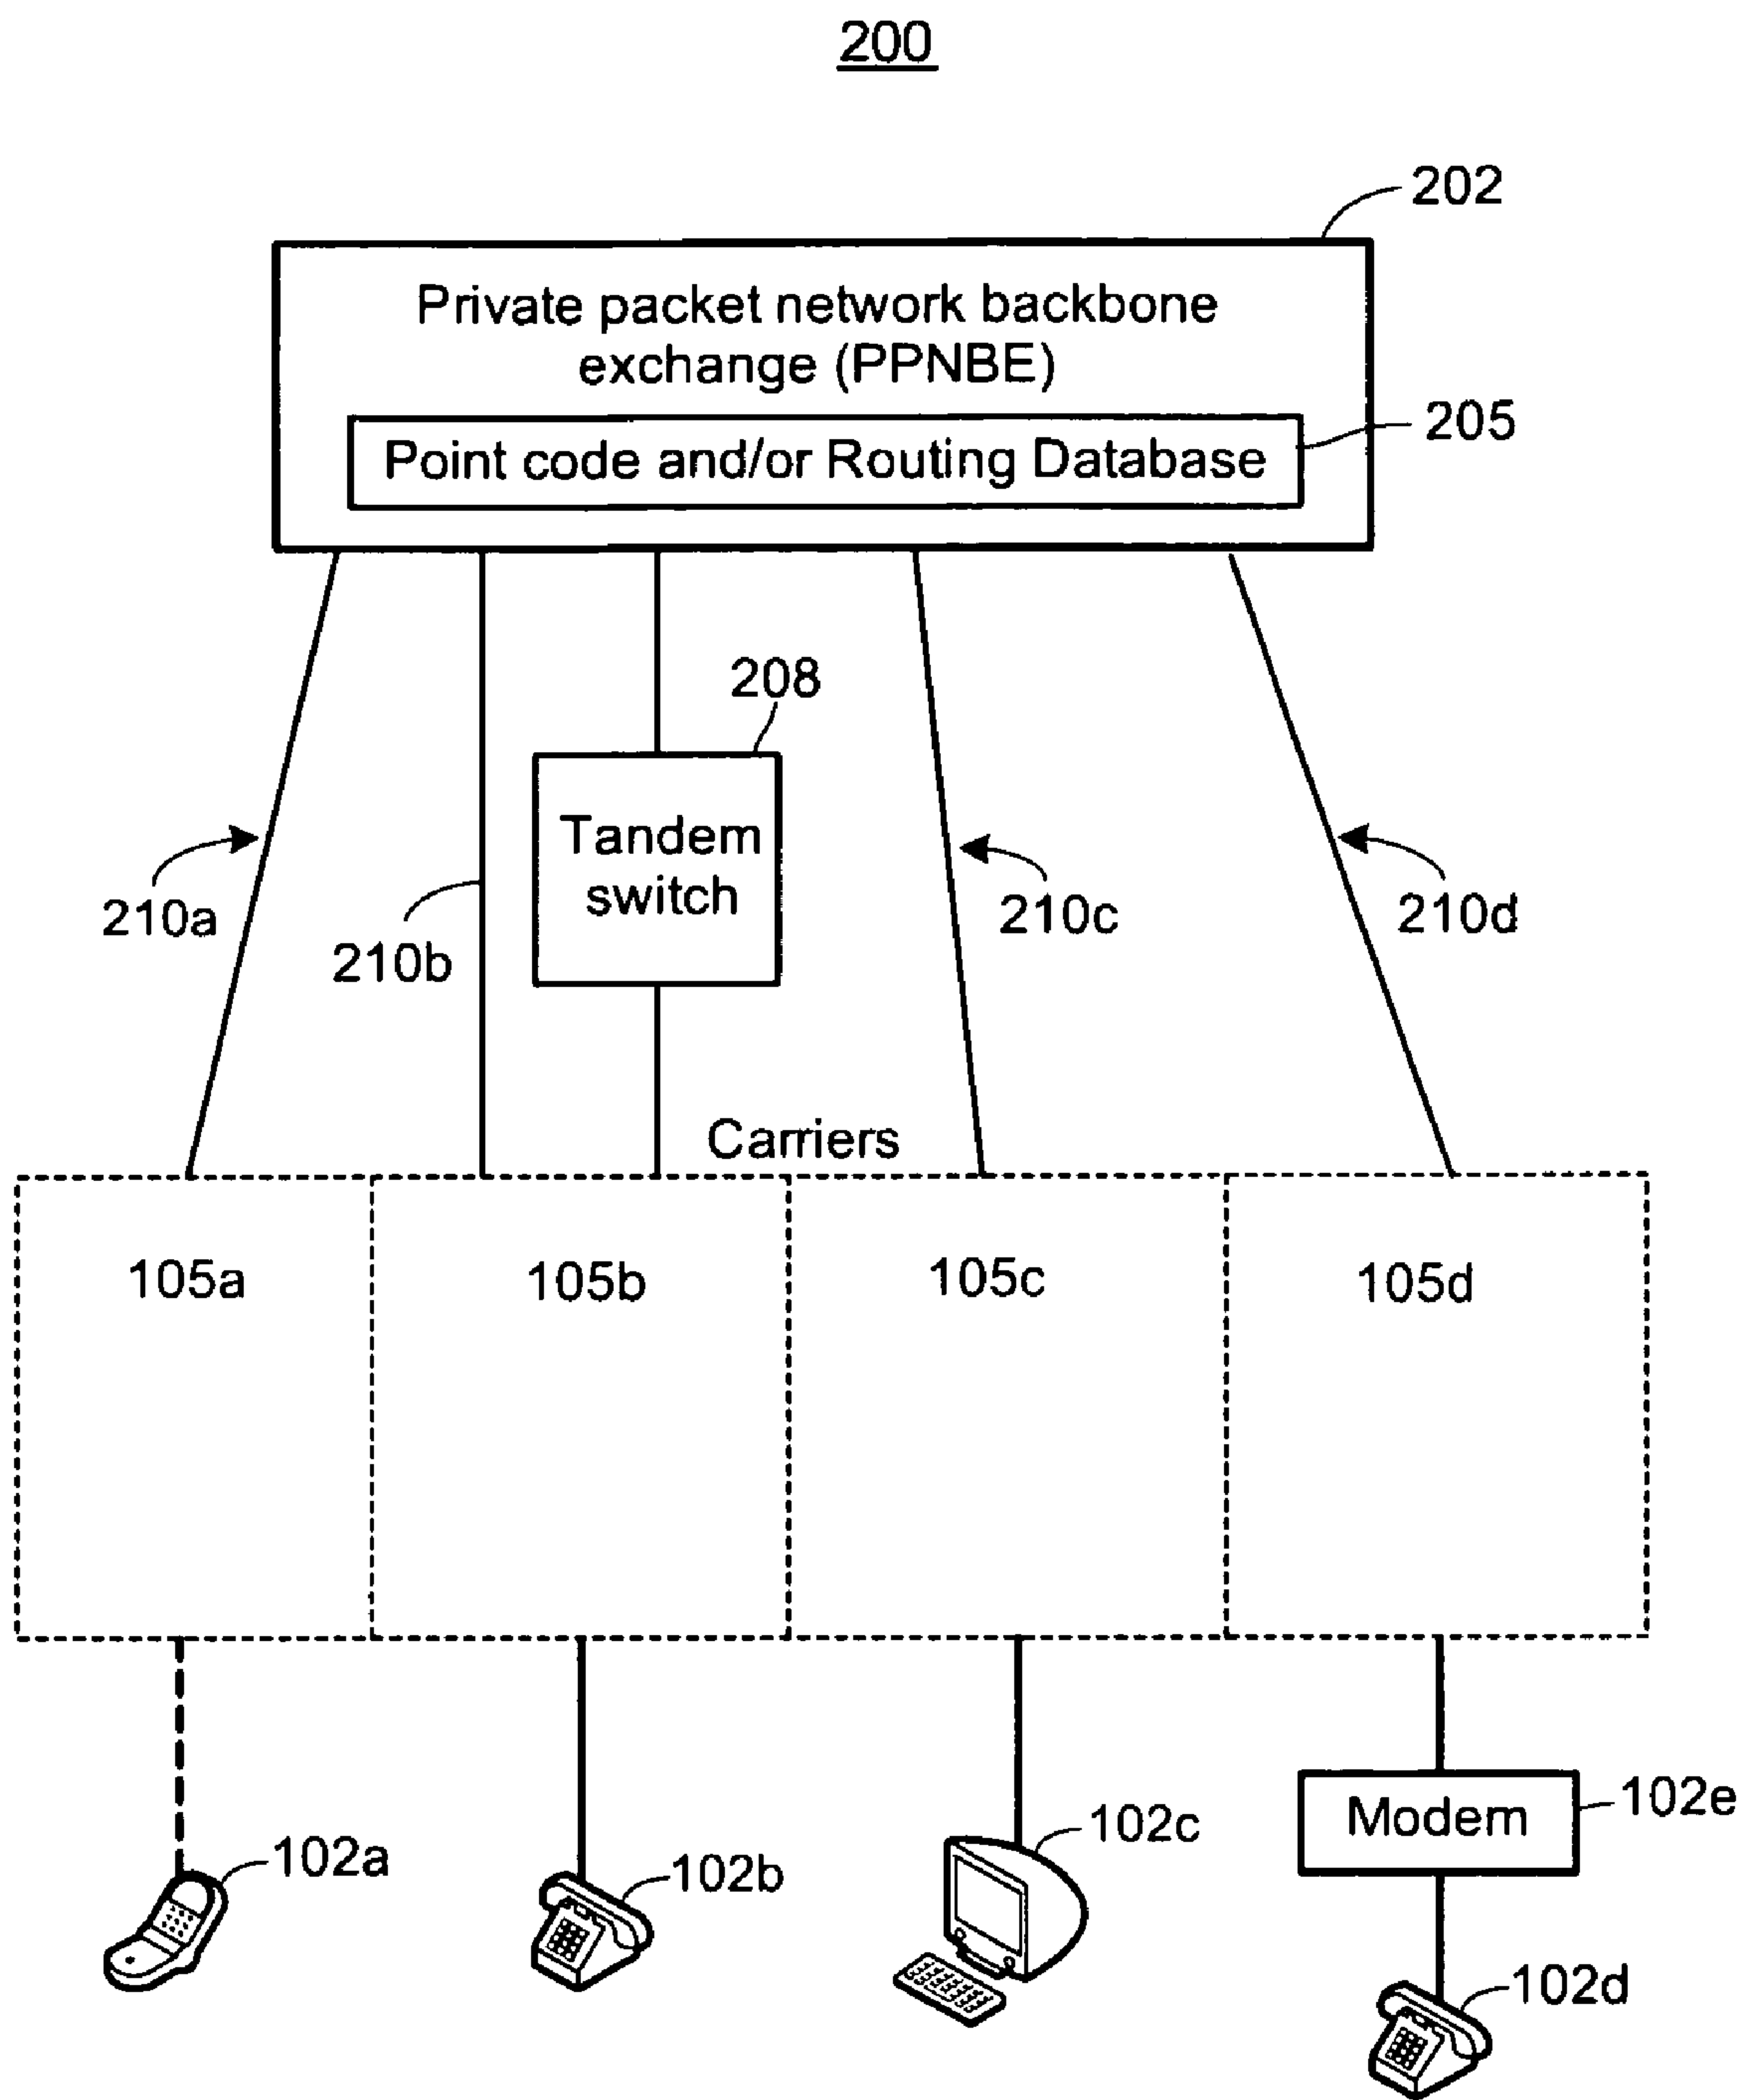 200
202
Private packet network backbone
exchange (PPNBE)
205
Point code and/or Routing Database
208
Tandem
switch
210a
210b
210c
210d
Carriers
105a
105b
105c
105d
102a
102b
102c
Modem
102e
102d